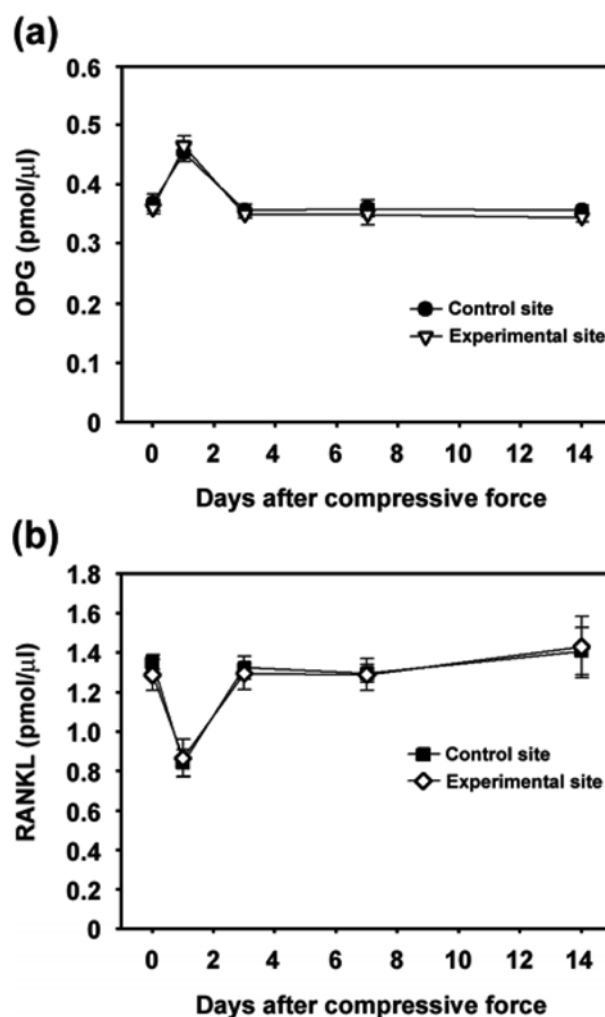 (a)
0.6
0.5
0.4
0.3
0.2
0.1
0
OPG (pmol/µl)
Control site
Experimental site
0 2 4 6 8 10 12 14
Days after compressive force
(b)
1.8
1.6
1.4
1.2
1.0
0.8
0.6
0.4
0.2
0
RANKL (pmol/µl)
Control site
Experimental site
0 2 4 6 8 10 12 14
Days after compressive force